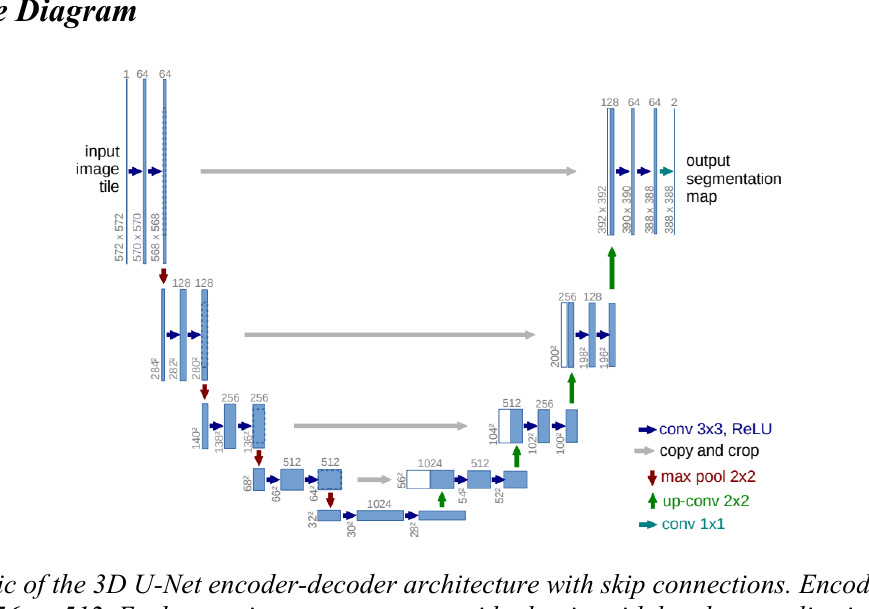 e Diagram
1 64 64
128 64 64 2
input
image
tile
output
segmentation
map
572 x 572
570 x 570
568 x 568
392 x 392
390 x 390
388 x 388
388 x 388
128 128
256 128
284²
282²
280²
200²
198²
196²
256 256
512 256
140²
138²
136²
104²
102²
100²
conv 3x3, ReLU
copy and crop
max pool 2x2
up-conv 2x2
conv 1x1
512 512
1024 512
68²
66²
64²
56²
54²
52²
1024
32²
30²
28²
ic of the 3D U-Net encoder-decoder architecture with skip connections. Encod